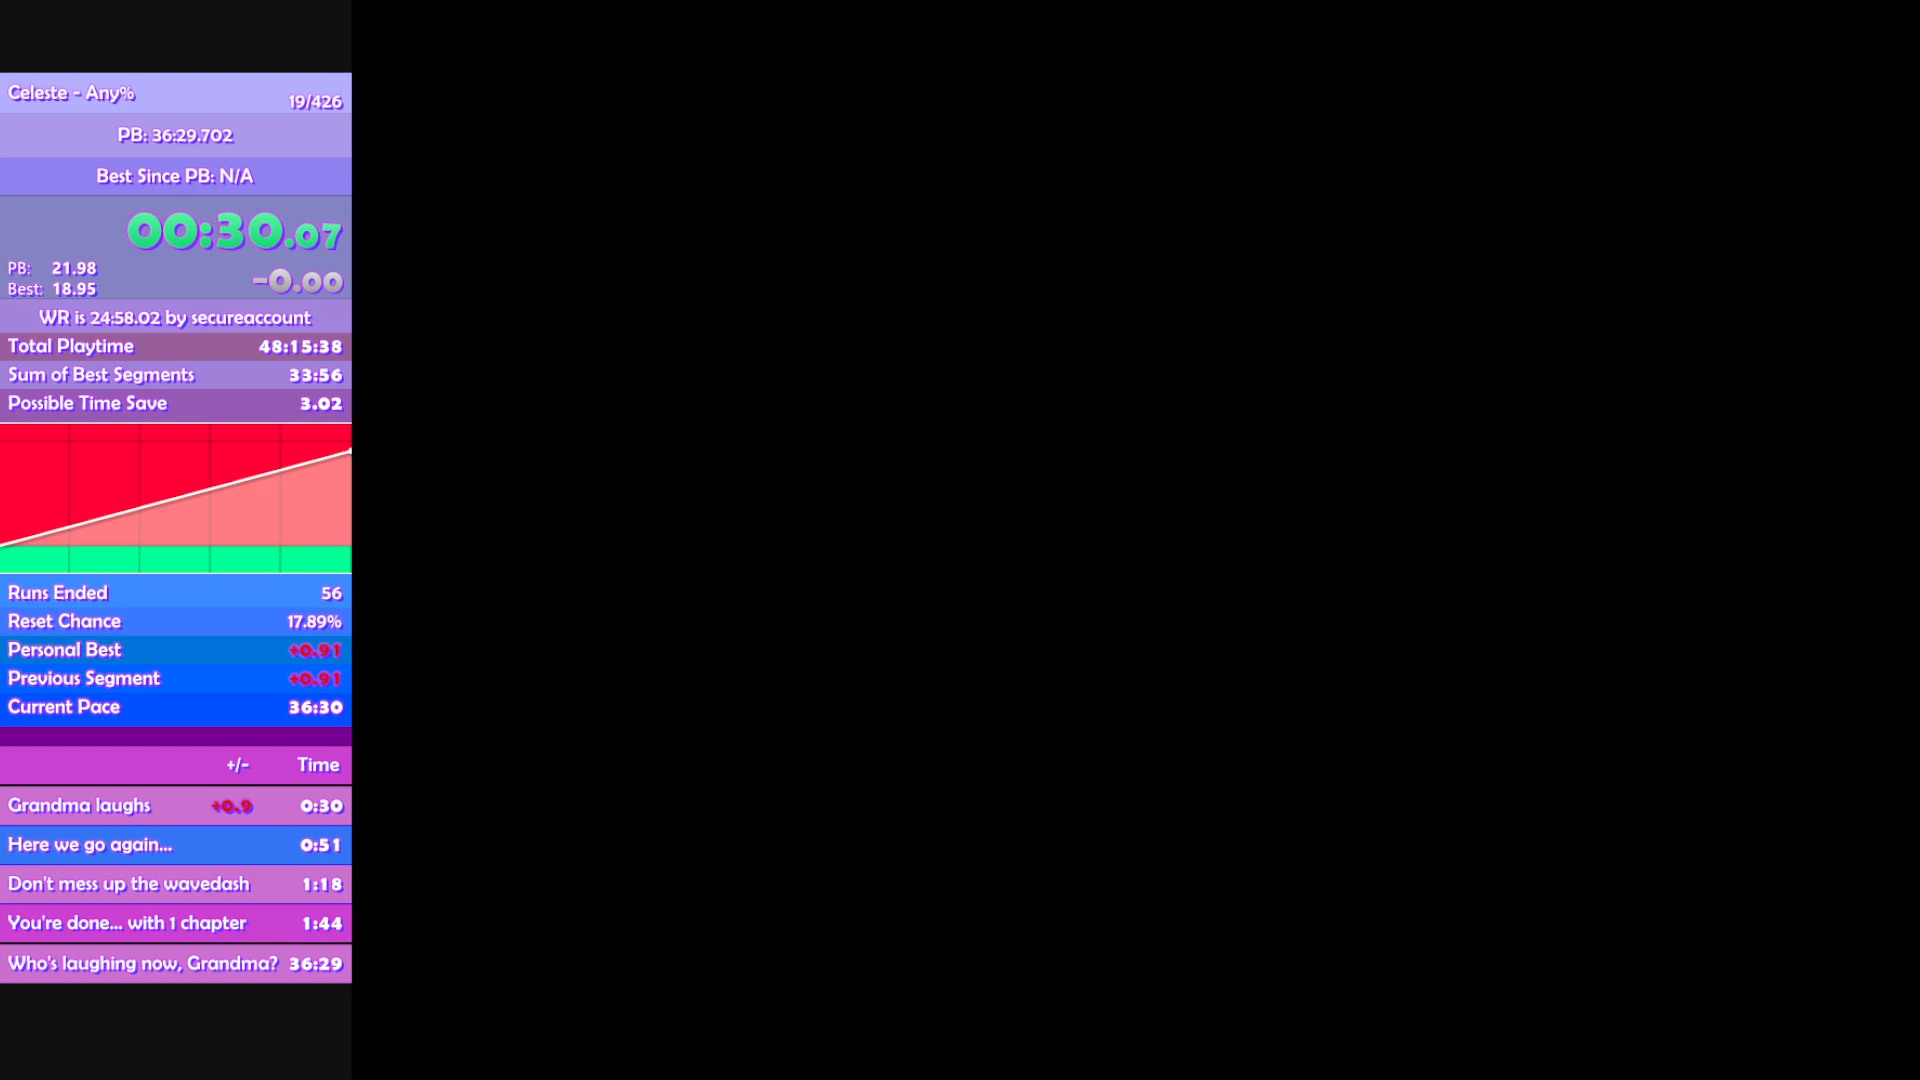 Celeste - Any%
19/426
PB: 36:29.702
Best Since PB: N/A
00:30.07
PB: 21.98
Best: 18.95
-0.00
WR is 24:58.02 by secureaccount
Total Playtime 48:15:38
Sum of Best Segments 33:56
Possible Time Save 3.02
Runs Ended 56
Reset Chance 17.89%
Personal Best +0.91
Previous Segment +0.91
Current Pace 36:30
+/- Time
Grandma laughs +0.9 0:30
Here we go again... 0:51
Don't mess up the wavedash 1:18
You're done... with 1 chapter 1:44
Who's laughing now, Grandma? 36:29